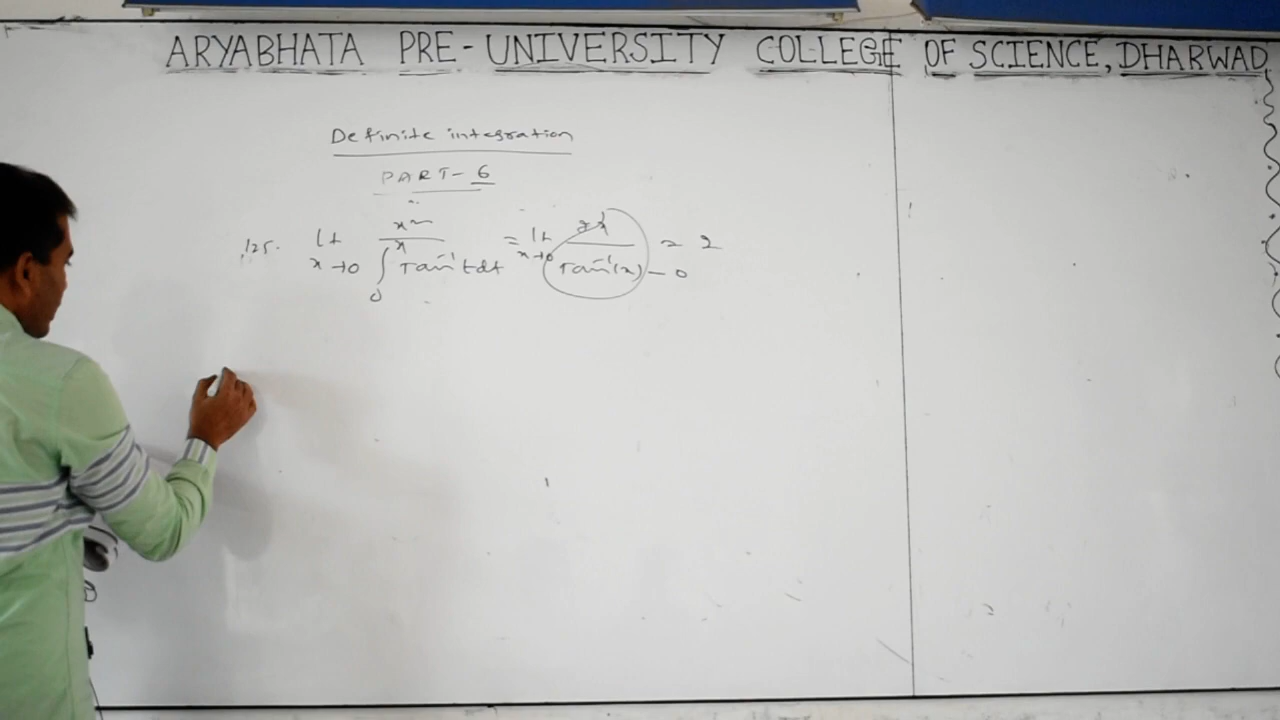 ARYABHATA PRE-UNIVERSITY COLLEGE OF SCIENCE, DHARWAD
Definite integration
PART-6
125. lt x→0 x² / ∫₀ˣ Tan⁻¹t dt = lt x→0 2x / Tan⁻¹(x) - 0 = 2